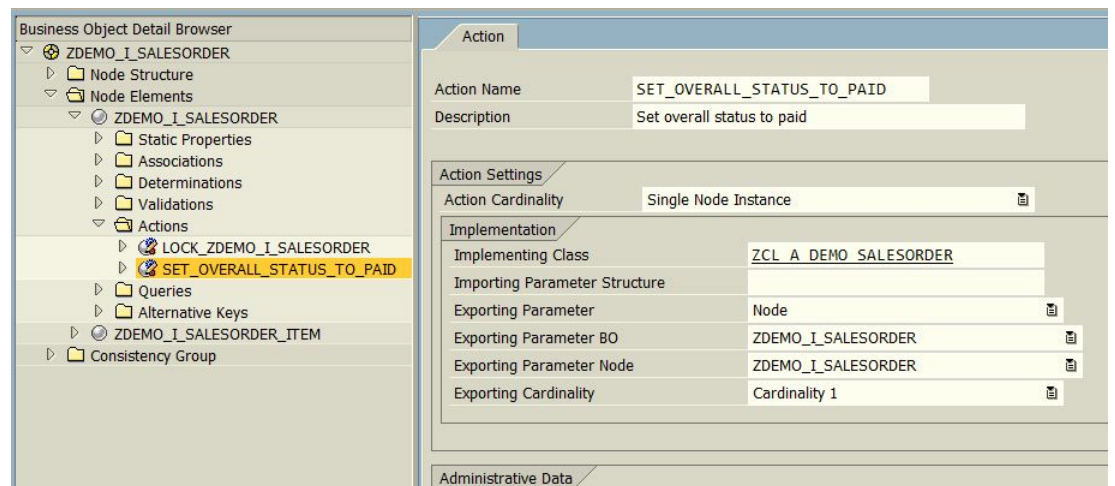 Business Object Detail Browser
ZDEMO_I_SALESORDER
Node Structure
Node Elements
ZDEMO_I_SALESORDER
Static Properties
Associations
Determinations
Validations
Actions
LOCK_ZDEMO_I_SALESORDER
SET_OVERALL_STATUS_TO_PAID
Queries
Alternative Keys
ZDEMO_I_SALESORDER_ITEM
Consistency Group
Action
Action Name SET_OVERALL_STATUS_TO_PAID
Description Set overall status to paid
Action Settings
Action Cardinality Single Node Instance
Implementation
Implementing Class ZCL_A_DEMO_SALESORDER
Importing Parameter Structure
Exporting Parameter Node
Exporting Parameter BO ZDEMO_I_SALESORDER
Exporting Parameter Node ZDEMO_I_SALESORDER
Exporting Cardinality Cardinality 1
Administrative Data